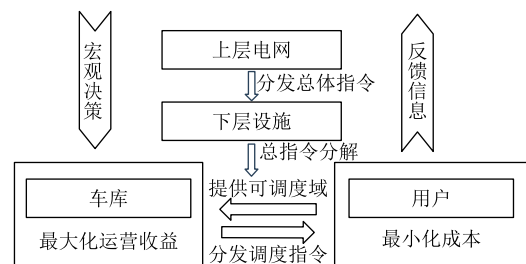 宏观决策
上层电网
反馈信息
分发总体指令
下层设施
总指令分解
提供可调度域
车库
用户
最大化运营收益
最小化成本
分发调度指令